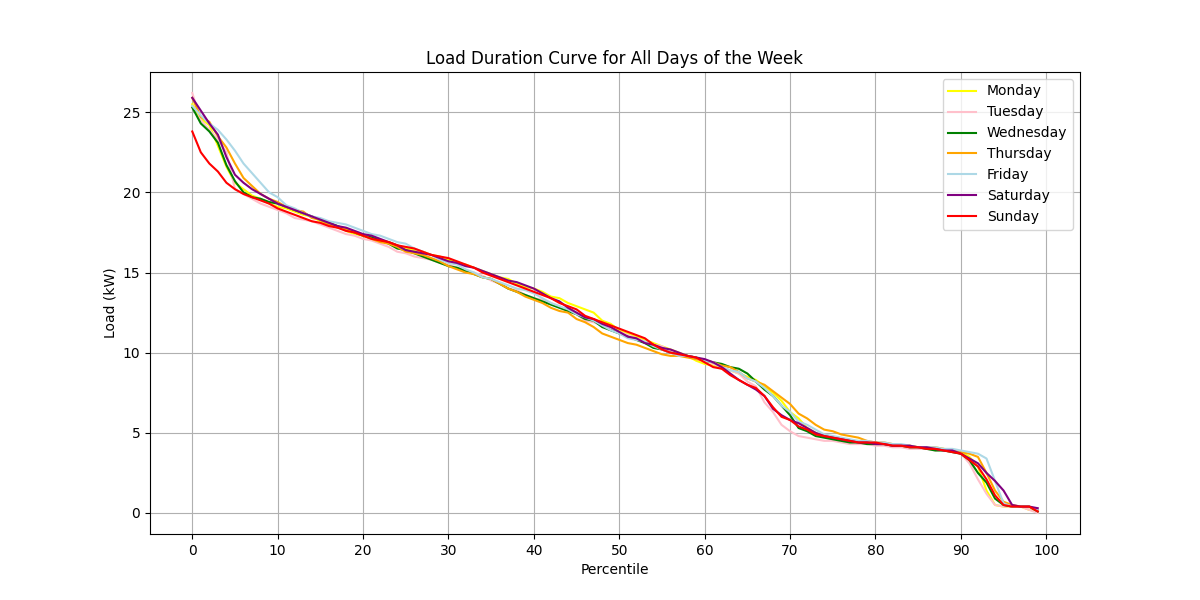 Load Duration Curve for All Days of the Week
Monday
Tuesday
Wednesday
Thursday
Friday
Saturday
Sunday
25
20
15
10
5
0
Load (kW)
0 10 20 30 40 50 60 70 80 90 100
Percentile